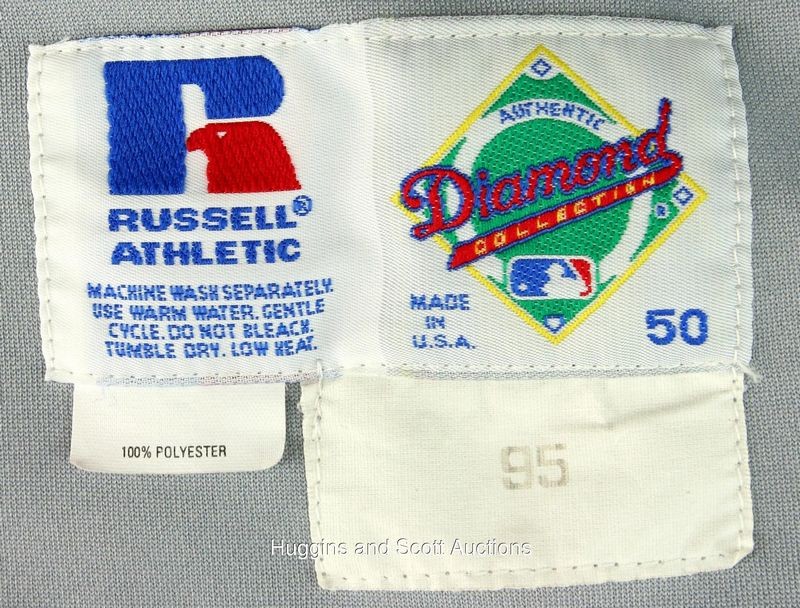 RUSSELL®
ATHLETIC
MACHINE WASH SEPARATELY.
USE WARM WATER. GENTLE
CYCLE. DO NOT BLEACH.
TUMBLE DRY. LOW HEAT.
AUTHENTIC
Diamond
COLLECTION
MADE
IN
U.S.A.
50
100% POLYESTER
95
Huggins and Scott Auctions